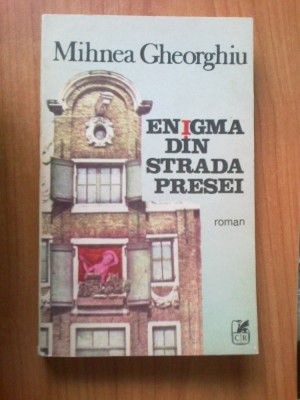 Mihnea Gheorghiu
ENIGMA
DIN
STRADA
PRESEI
roman
CR